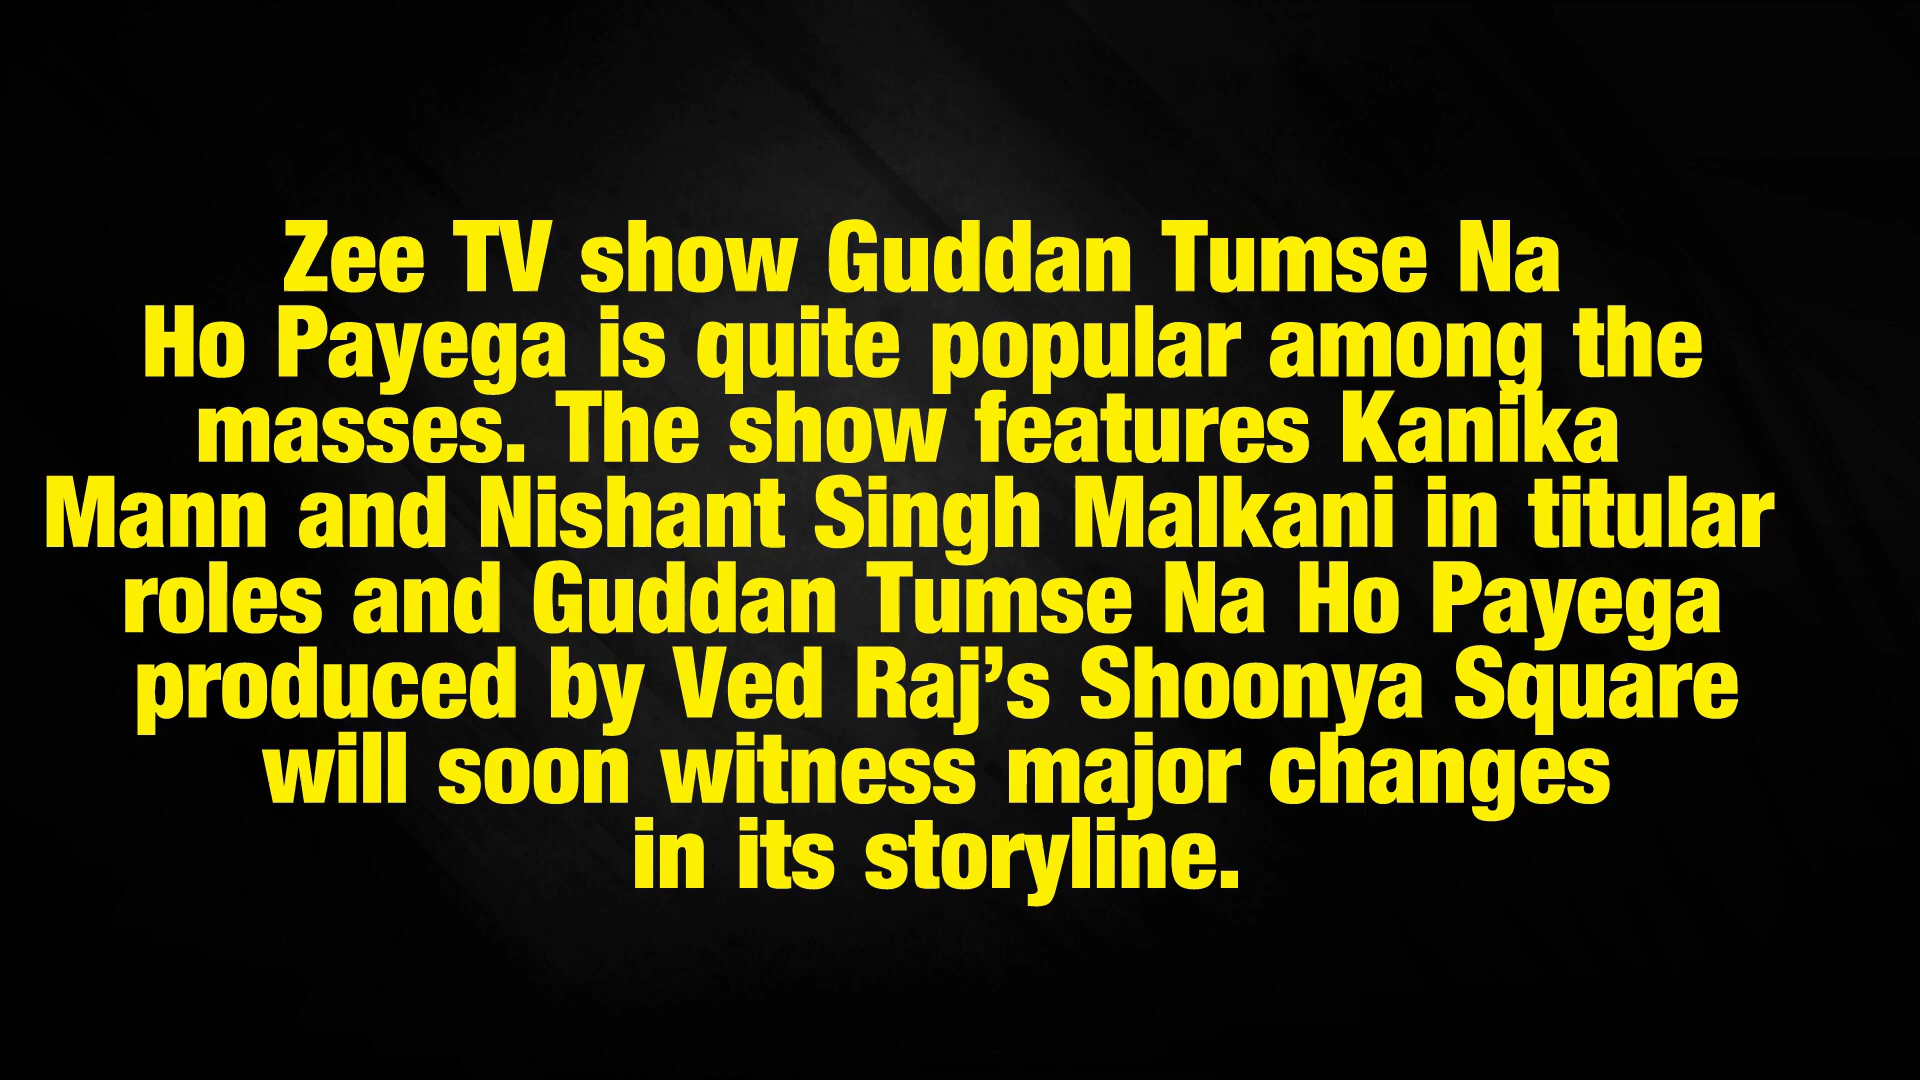 Zee TV show Guddan Tumse Na
Ho Payega is quite popular among the
masses. The show features Kanika
Mann and Nishant Singh Malkani in titular
roles and Guddan Tumse Na Ho Payega
produced by Ved Raj’s Shoonya Square
will soon witness major changes
in its storyline.